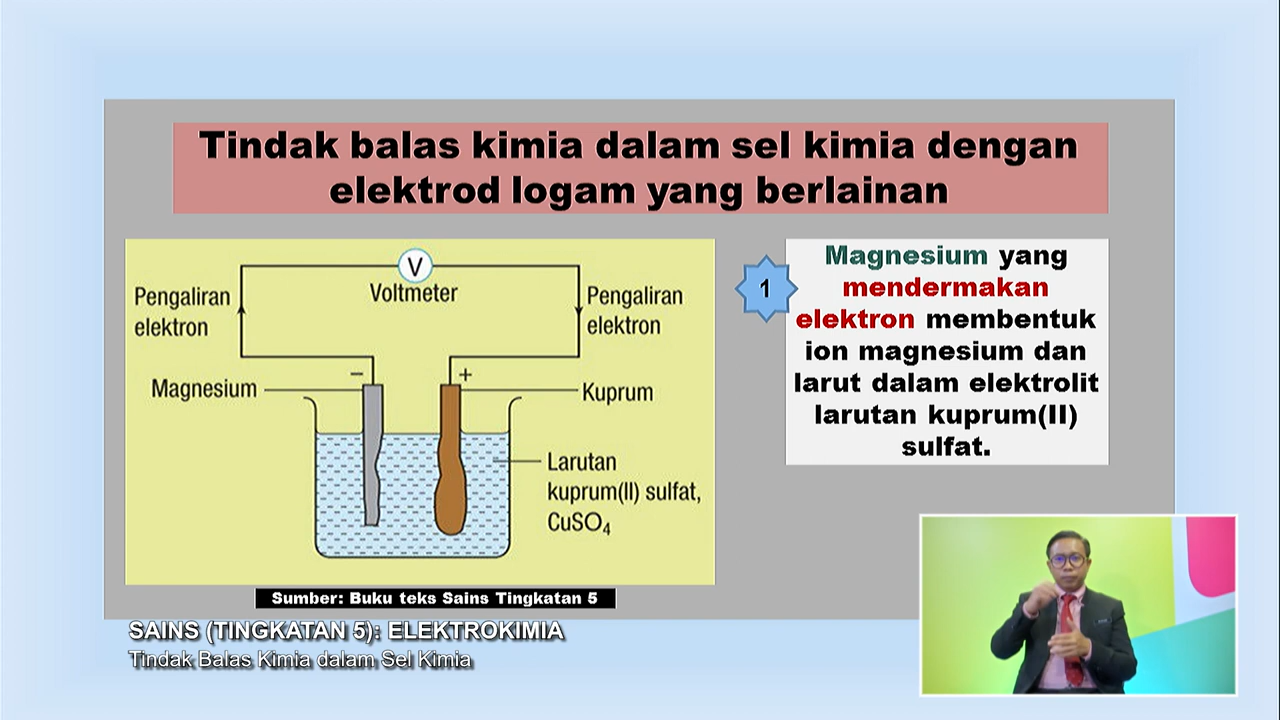 Tindak balas kimia dalam sel kimia dengan
elektrod logam yang berlainan
V
Voltmeter
Pengaliran
elektron
Pengaliran
elektron
−
+
Magnesium
Kuprum
Larutan
kuprum(II) sulfat,
CuSO₄
Sumber: Buku teks Sains Tingkatan 5
1
Magnesium yang
mendermakan
elektron membentuk
ion magnesium dan
larut dalam elektrolit
larutan kuprum(II)
sulfat.
SAINS (TINGKATAN 5): ELEKTROKIMIA
Tindak Balas Kimia dalam Sel Kimia